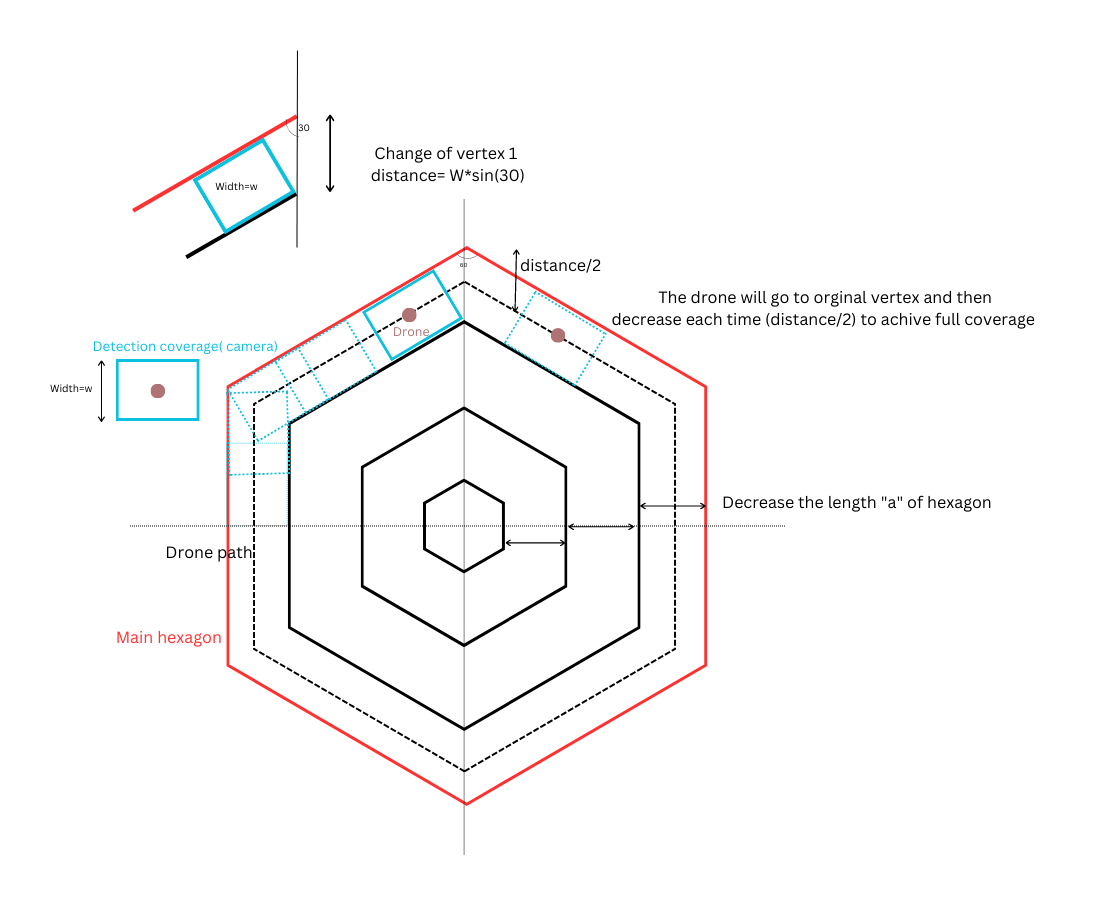 30
Width=w
Change of vertex 1
distance= W*sin(30)
60
distance/2
The drone will go to orginal vertex and then
decrease each time (distance/2) to achive full coverage
Drone
Detection coverage( camera)
Width=w
Decrease the length "a" of hexagon
Drone path
Main hexagon